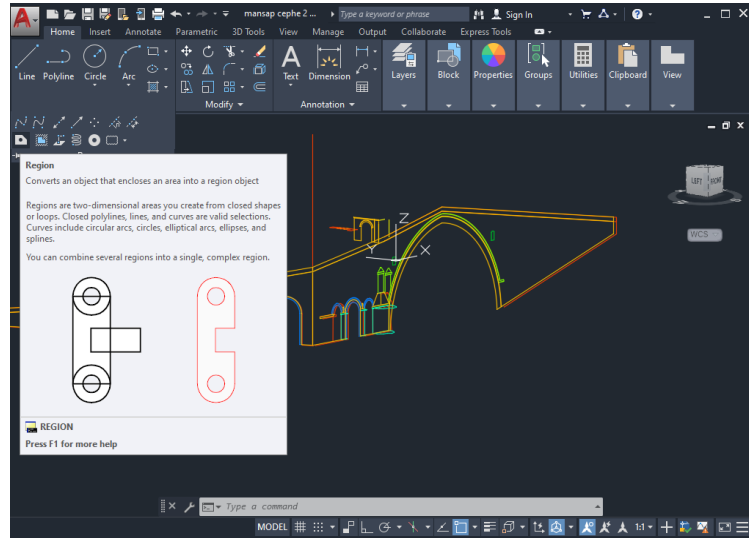 mansap cephe 2 ...
Type a keyword or phrase
Sign In
Home Insert Annotate Parametric 3D Tools View Manage Output Collaborate Express Tools
Line Polyline Circle Arc
Text Dimension
Layers Block Properties Groups Utilities Clipboard View
Modify
Annotation
Region
Converts an object that encloses an area into a region object
Regions are two-dimensional areas you create from closed shapes
or loops. Closed polylines, lines, and curves are valid selections.
Curves include circular arcs, circles, elliptical arcs, ellipses, and
splines.
You can combine several regions into a single, complex region.
REGION
Press F1 for more help
Z
Y
X
LEFT FRONT
WCS
Type a command
MODEL
1:1